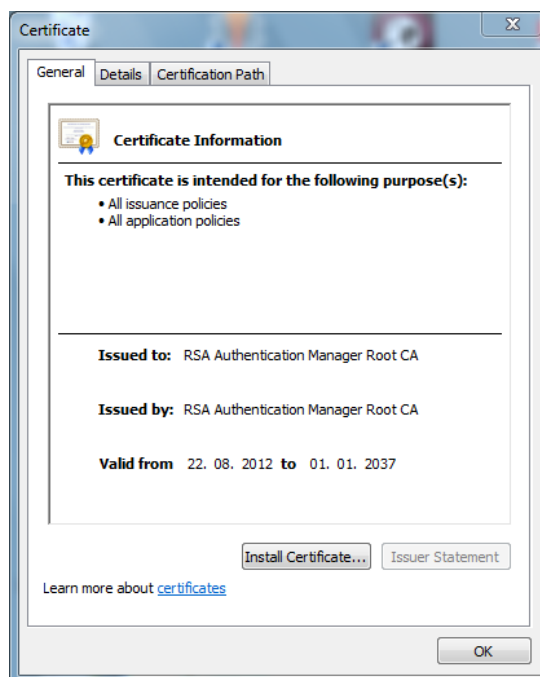 Certificate
General Details Certification Path
Certificate Information
This certificate is intended for the following purpose(s):
• All issuance policies
• All application policies
Issued to: RSA Authentication Manager Root CA
Issued by: RSA Authentication Manager Root CA
Valid from 22. 08. 2012 to 01. 01. 2037
Install Certificate... Issuer Statement
Learn more about certificates
OK